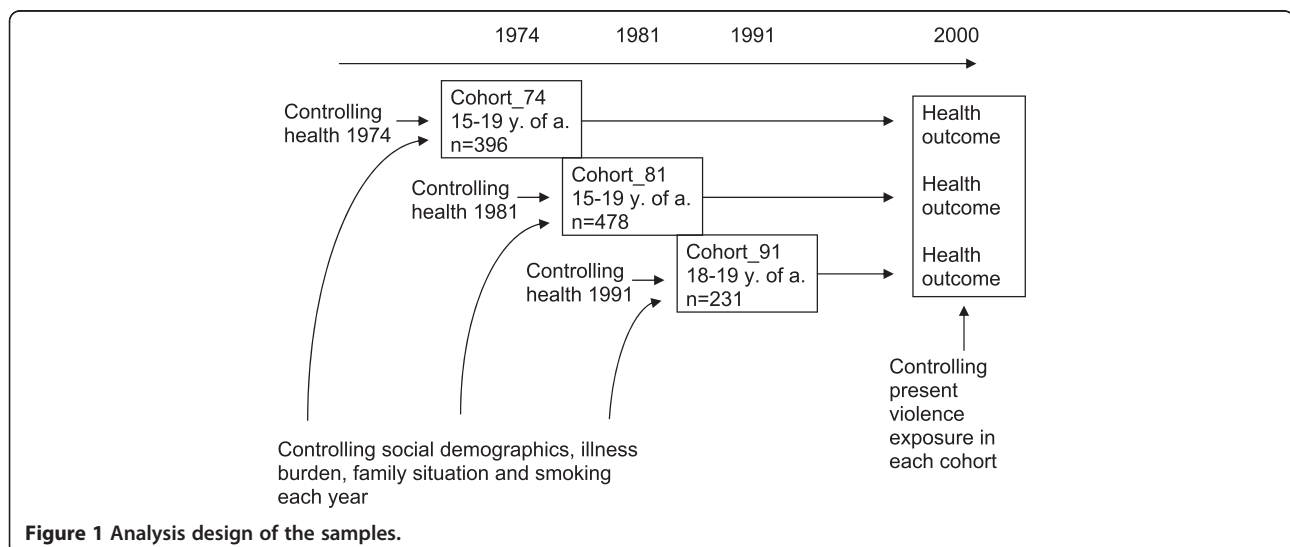 1974 1981 1991 2000
Controlling
health 1974
Cohort_74
15-19 y. of a.
n=396
Health
outcome
Controlling
health 1981
Cohort_81
15-19 y. of a.
n=478
Health
outcome
Controlling
health 1991
Cohort_91
18-19 y. of a.
n=231
Health
outcome
Controlling social demographics, illness
burden, family situation and smoking
each year
Controlling
present
violence
exposure in
each cohort
Figure 1 Analysis design of the samples.